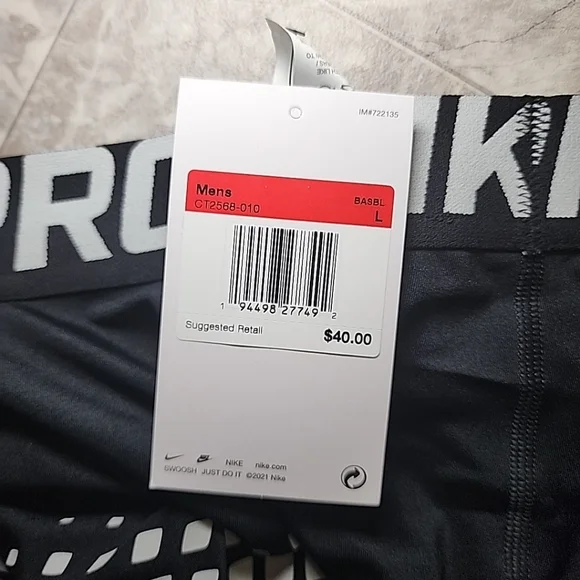 IM#722135
PRO
NIKE
Mens
CT2568-010
BASBL
L
1 94498 27749 2
Suggested Retail
$40.00
NIKE nike.com
SWOOSH JUST DO IT ©2021 Nike